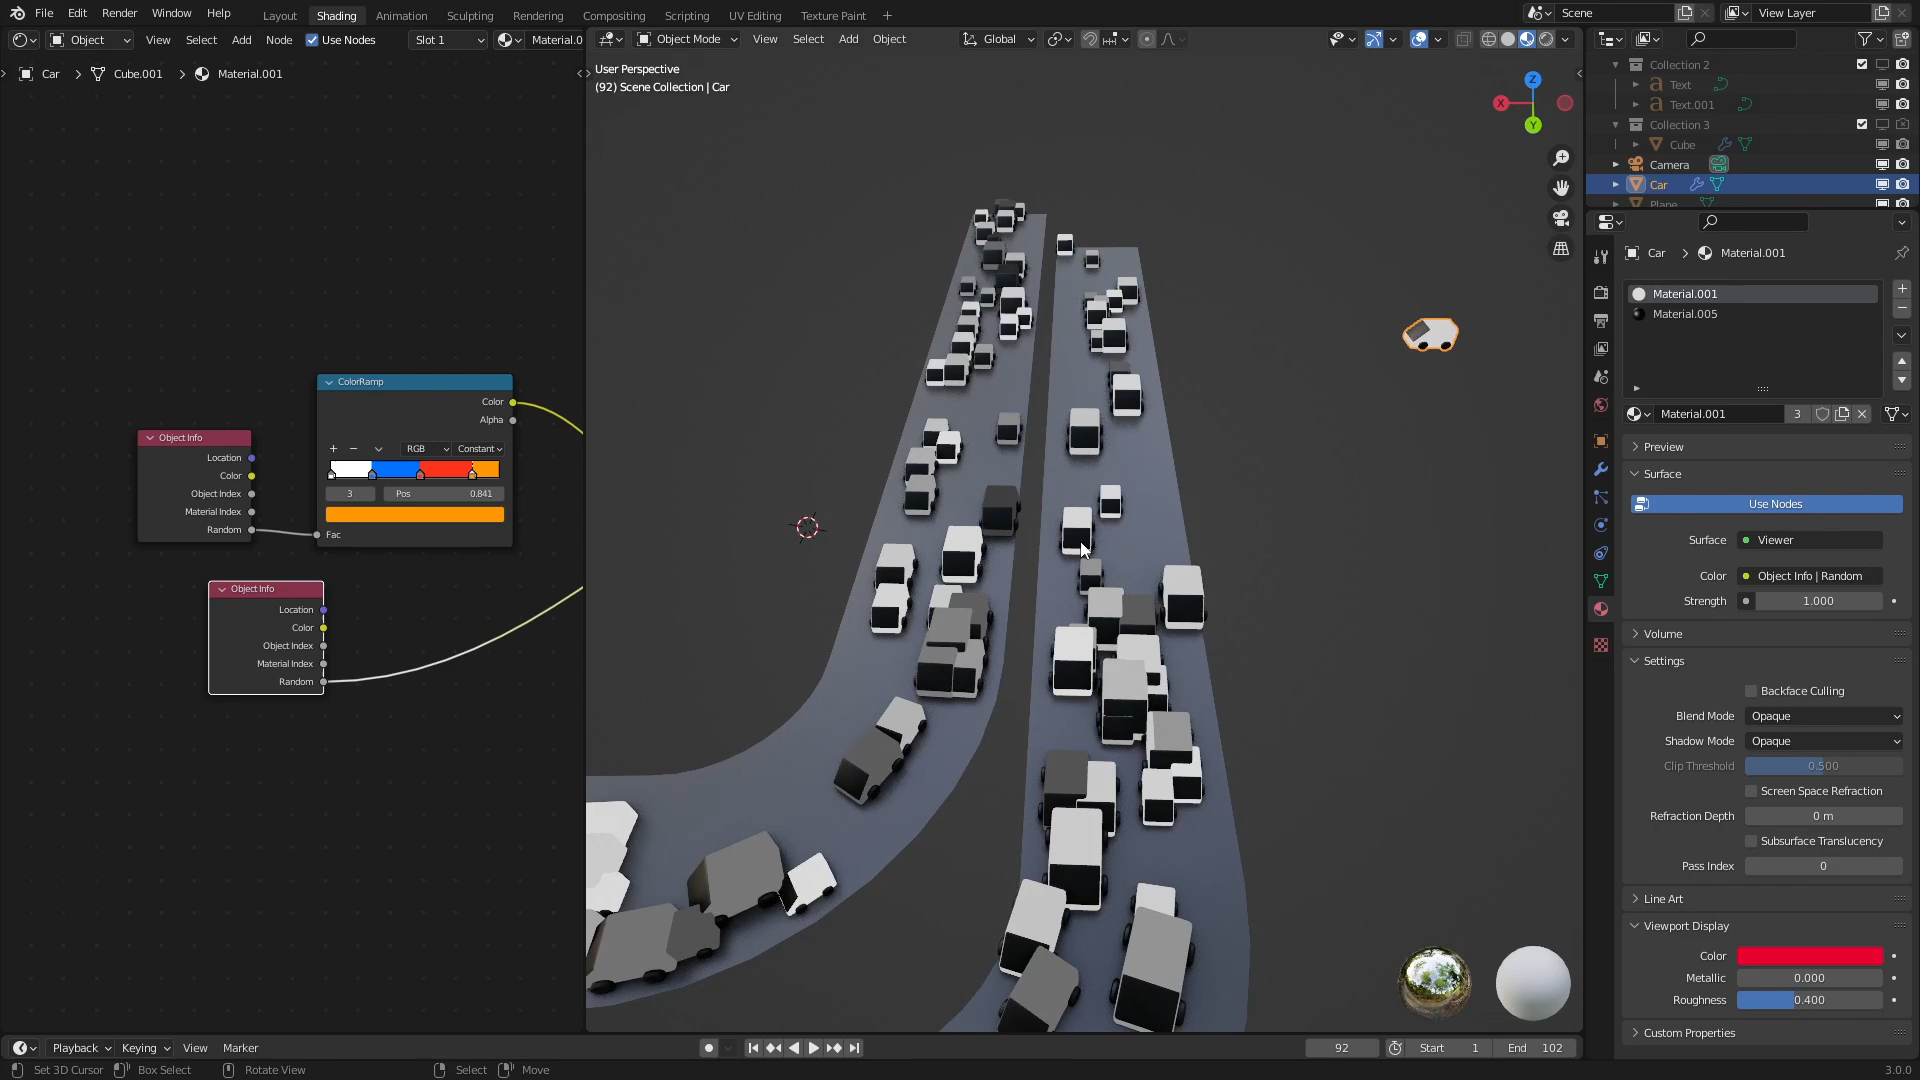 File Edit Render Window Help Layout Shading Animation Sculpting Rendering Compositing Scripting UV Editing Texture Paint + Scene View Layer
Object View Select Add Node Use Nodes Slot 1 Material.0
Object Mode View Select Add Object Global
Car > Cube.001 > Material.001
User Perspective
(92) Scene Collection | Car
Z
X
Y
Collection 2
Text
Text.001
Collection 3
Cube
Camera
Car
Plane
Car > Material.001
Material.001
Material.005
Material.001 3
Preview
Surface
Use Nodes
Surface Viewer
Color Object Info | Random
Strength 1.000
Volume
Settings
Backface Culling
Blend Mode Opaque
Shadow Mode Opaque
Clip Threshold 0.500
Screen Space Refraction
Refraction Depth 0 m
Subsurface Translucency
Pass Index 0
Line Art
Viewport Display
Color
Metallic 0.000
Roughness 0.400
Custom Properties
ColorRamp
Color
Alpha
RGB Constant
3 Pos 0.841
Fac
Object Info
Location
Color
Object Index
Material Index
Random
Object Info
Location
Color
Object Index
Material Index
Random
Playback Keying View Marker 92 Start 1 End 102
Set 3D Cursor Box Select Rotate View Select Move 3.0.0